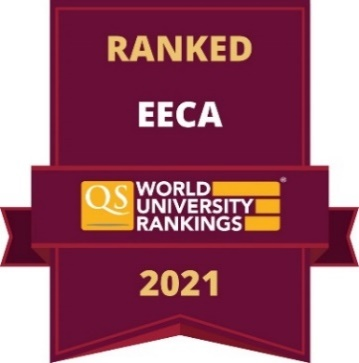 RANKED
EECA
QS WORLD
UNIVERSITY
RANKINGS®
2021